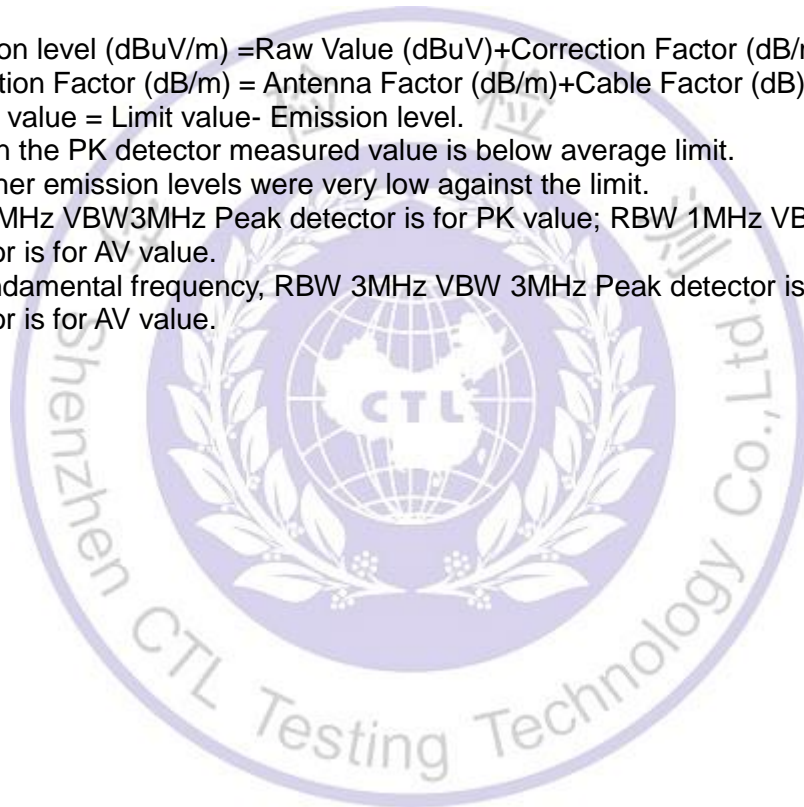 on level (dBuV/m) =Raw Value (dBuV)+Correction Factor (dB/
tion Factor (dB/m) = Antenna Factor (dB/m)+Cable Factor (dB)
value = Limit value- Emission level.
n the PK detector measured value is below average limit.
her emission levels were very low against the limit.
MHz VBW3MHz Peak detector is for PK value; RBW 1MHz VB
or is for AV value.
ndamental frequency, RBW 3MHz VBW 3MHz Peak detector is
or is for AV value.
Shenzhen CTL Testing Technology Co., Ltd.
检 测
CTL